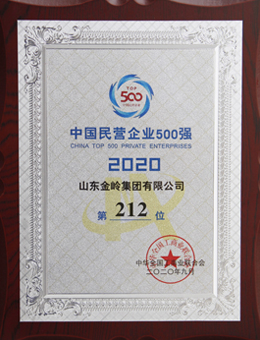 TOP
500
中国民营企业500强
CHINA TOP 500 PRIVATE ENTERPRISES
2020
山东金岭集团有限公司
第 212 位
中华全国工商业联合会
二〇二〇年九月